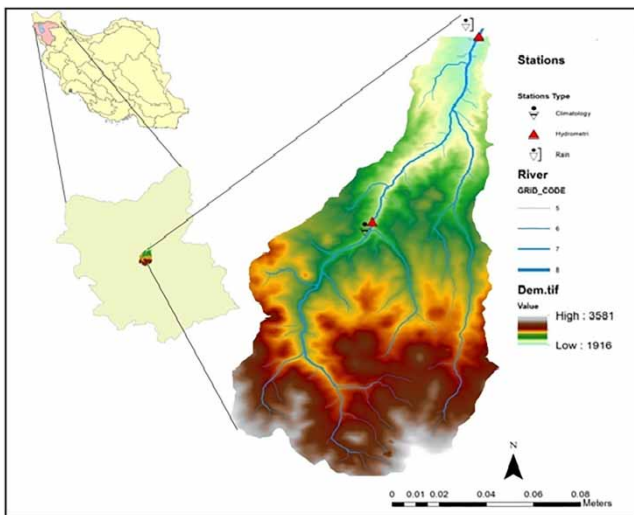 Stations
Stations Type
Climatology
Hydrometri
Rain
River
GRID_CODE
5
6
7
8
Dem.tif
Value
High : 3581
Low : 1916
N
0 0.01 0.02 0.04 0.06 0.08
Meters